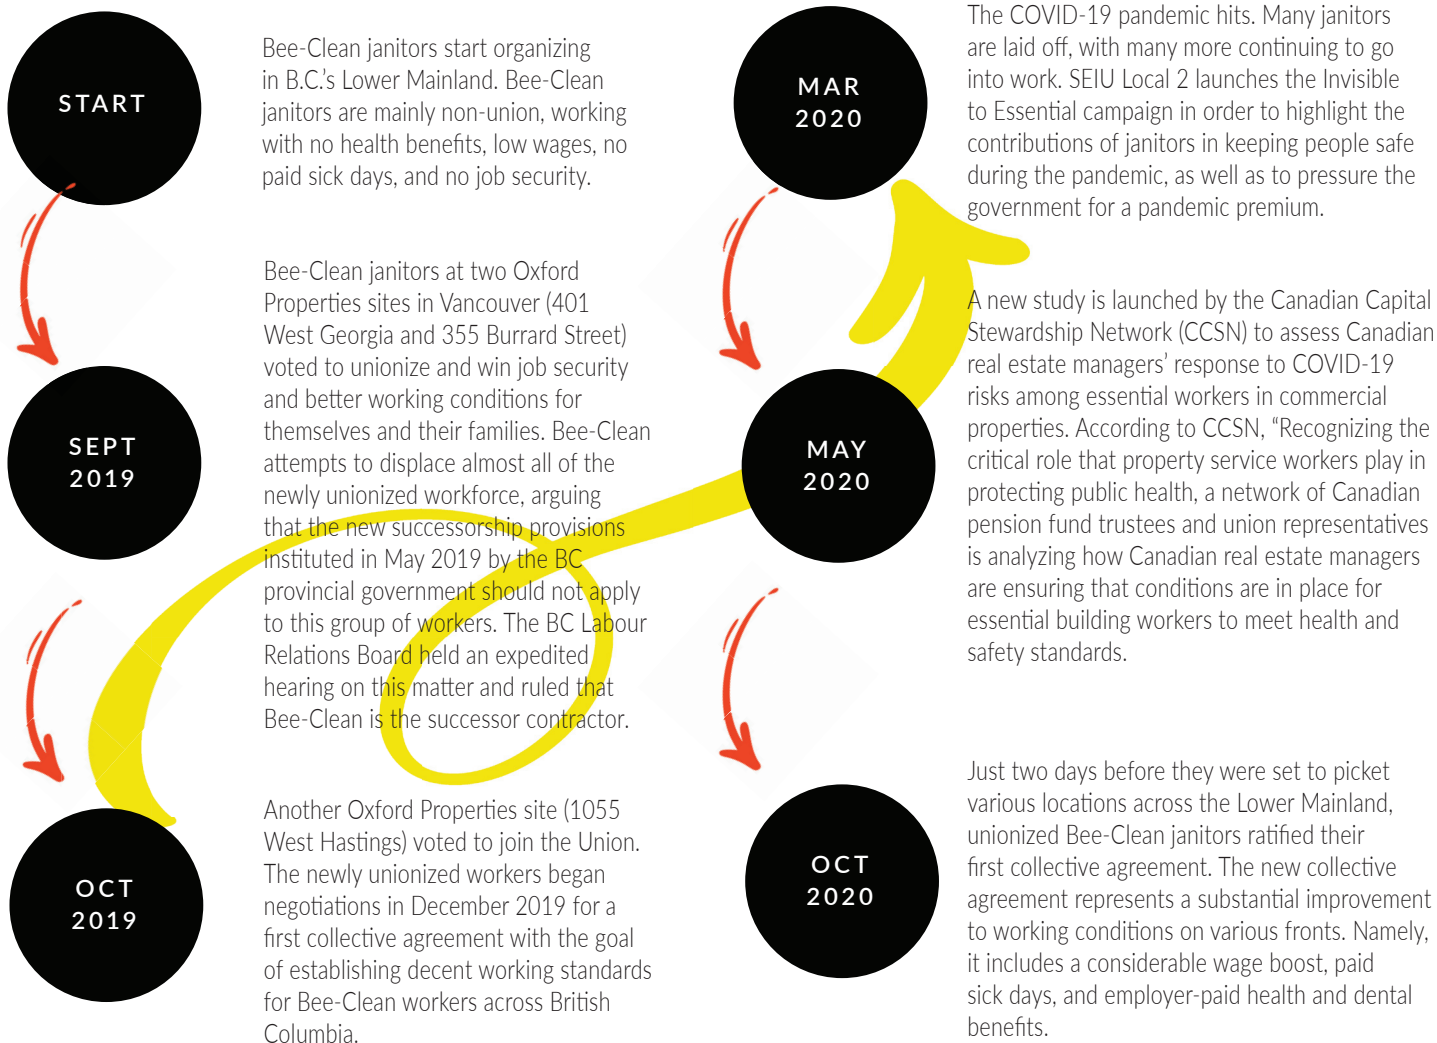 START
Bee-Clean janitors start organizing
in B.C.’s Lower Mainland. Bee-Clean
janitors are mainly non-union, working
with no health benefits, low wages, no
paid sick days, and no job security.
SEPT
2019
Bee-Clean janitors at two Oxford
Properties sites in Vancouver (401
West Georgia and 355 Burrard Street)
voted to unionize and win job security
and better working conditions for
themselves and their families. Bee-Clean
attempts to displace almost all of the
newly unionized workforce, arguing
that the new successorship provisions
instituted in May 2019 by the BC
provincial government should not apply
to this group of workers. The BC Labour
Relations Board held an expedited
hearing on this matter and ruled that
Bee-Clean is the successor contractor.
OCT
2019
Another Oxford Properties site (1055
West Hastings) voted to join the Union.
The newly unionized workers began
negotiations in December 2019 for a
first collective agreement with the goal
of establishing decent working standards
for Bee-Clean workers across British
Columbia.
MAR
2020
The COVID-19 pandemic hits. Many janitors
are laid off, with many more continuing to go
into work. SEIU Local 2 launches the Invisible
to Essential campaign in order to highlight the
contributions of janitors in keeping people safe
during the pandemic, as well as to pressure the
government for a pandemic premium.
MAY
2020
A new study is launched by the Canadian Capital
Stewardship Network (CCSN) to assess Canadian
real estate managers’ response to COVID-19
risks among essential workers in commercial
properties. According to CCSN, “Recognizing the
critical role that property service workers play in
protecting public health, a network of Canadian
pension fund trustees and union representatives
is analyzing how Canadian real estate managers
are ensuring that conditions are in place for
essential building workers to meet health and
safety standards.
OCT
2020
Just two days before they were set to picket
various locations across the Lower Mainland,
unionized Bee-Clean janitors ratified their
first collective agreement. The new collective
agreement represents a substantial improvement
to working conditions on various fronts. Namely,
it includes a considerable wage boost, paid
sick days, and employer-paid health and dental
benefits.